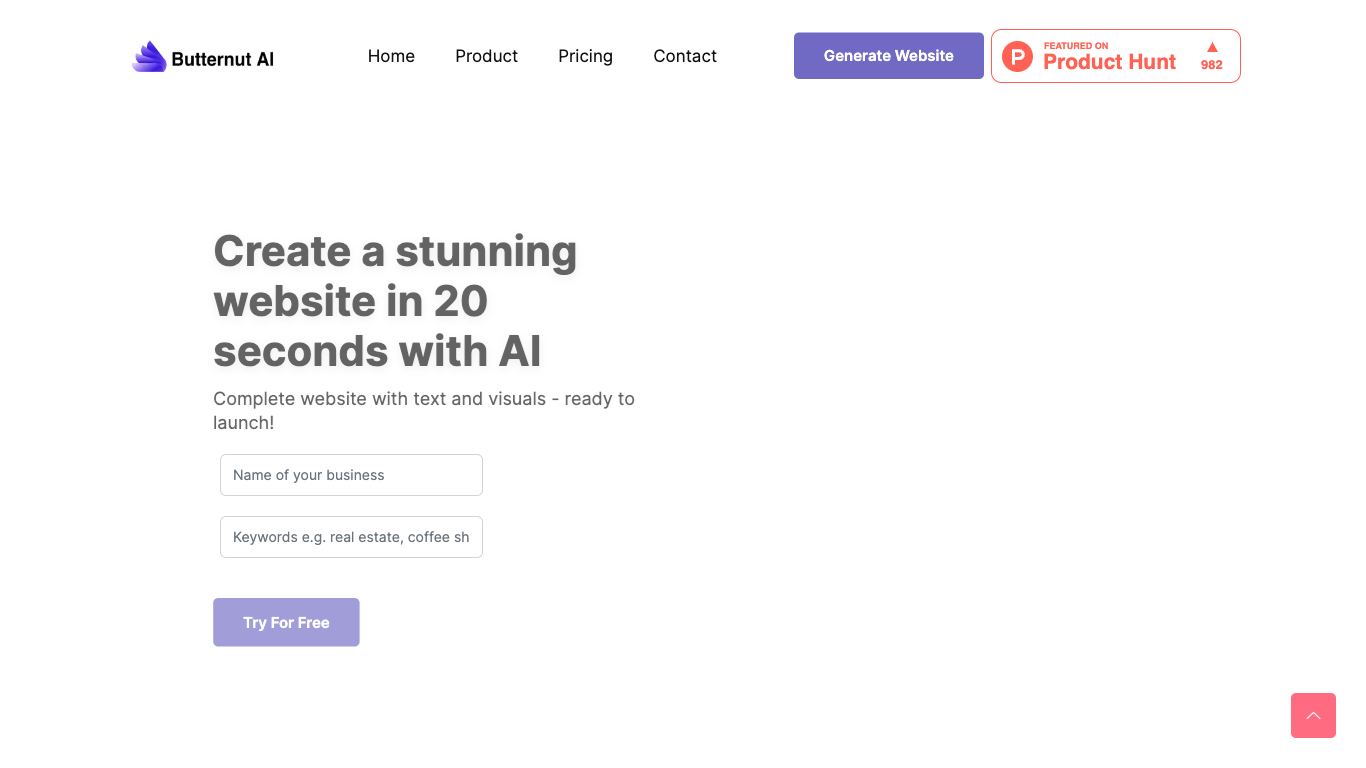 Butternut AI
Home
Product
Pricing
Contact
Generate Website
FEATURED ON
Product Hunt
982
Create a stunning
website in 20
seconds with AI
Complete website with text and visuals - ready to
launch!
Name of your business
Keywords e.g. real estate, coffee sh
Try For Free